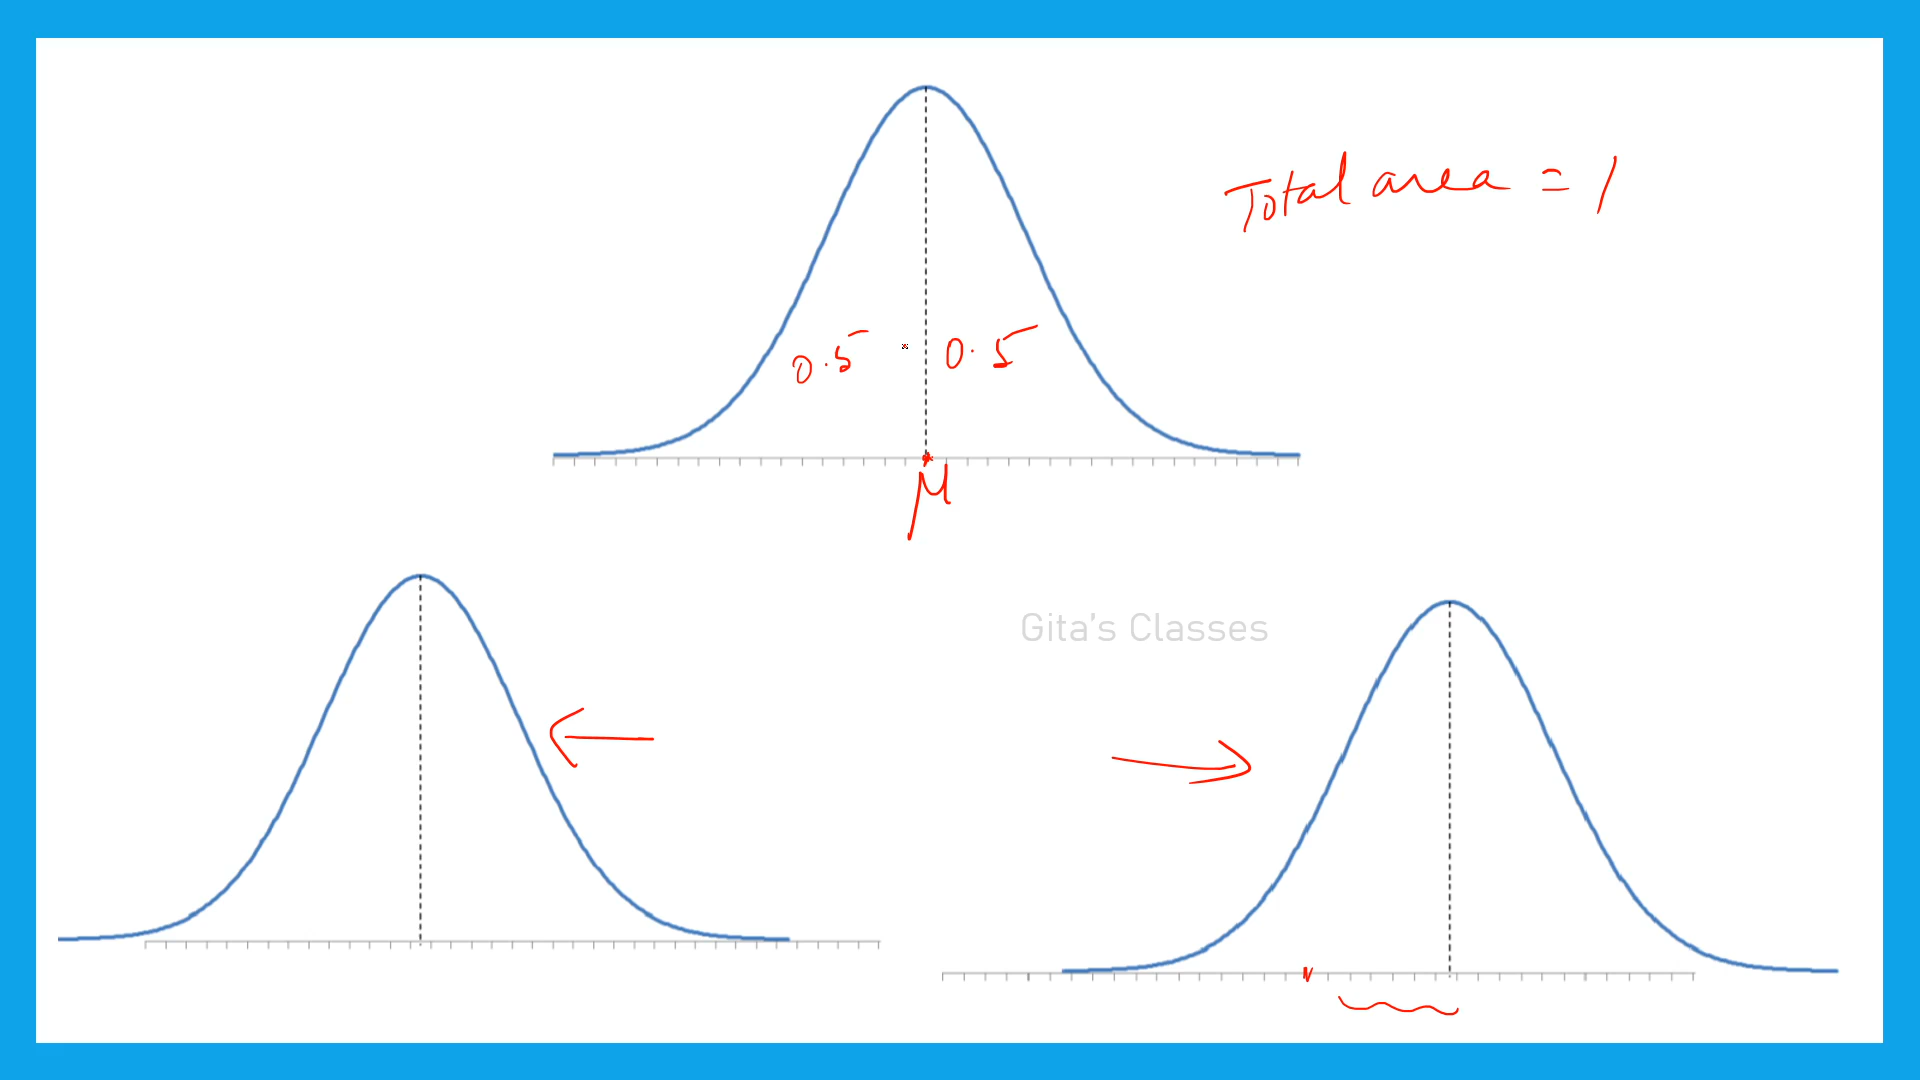 Total area = 1
0.5 0.5
μ
Gita's Classes